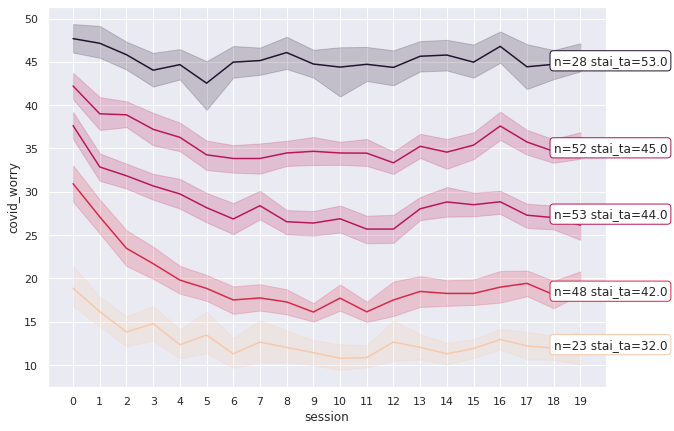 50
45
40
35
30
25
20
15
10
covid_worry
n=28 stai_ta=53.0
n=52 stai_ta=45.0
n=53 stai_ta=44.0
n=48 stai_ta=42.0
n=23 stai_ta=32.0
0 1 2 3 4 5 6 7 8 9 10 11 12 13 14 15 16 17 18 19
session